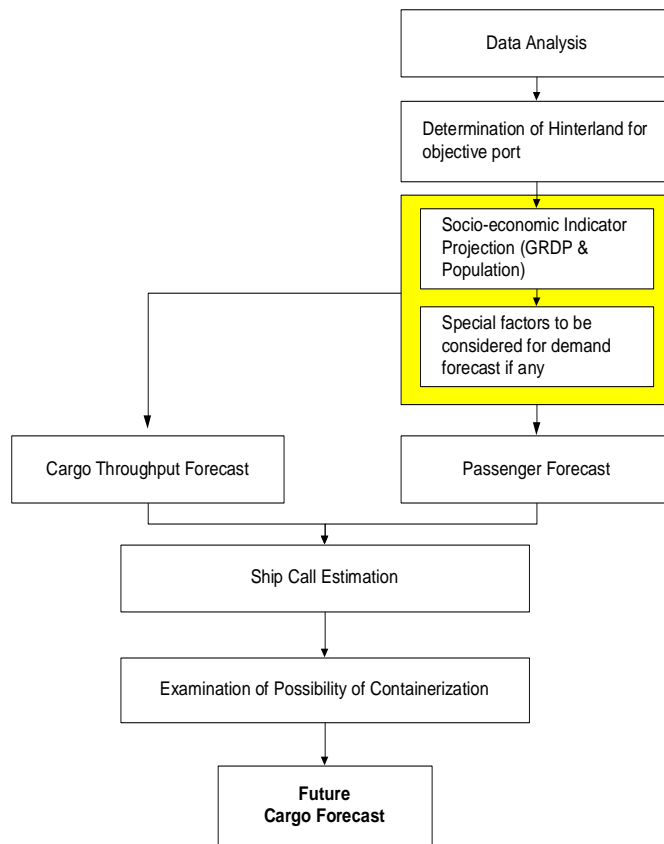 Data Analysis
Determination of Hinterland for
objective port
Socio-economic Indicator
Projection (GRDP &
Population)
Special factors to be
considered for demand
forecast if any
Cargo Throughput Forecast
Passenger Forecast
Ship Call Estimation
Examination of Possibility of Containerization
Future
Cargo Forecast